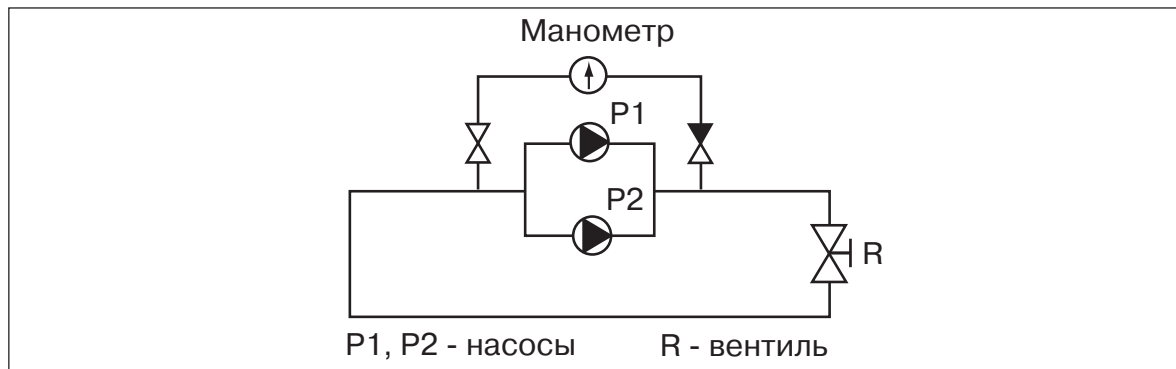 Манометр
P1
P2
R
P1, P2 - насосы
R - вентиль